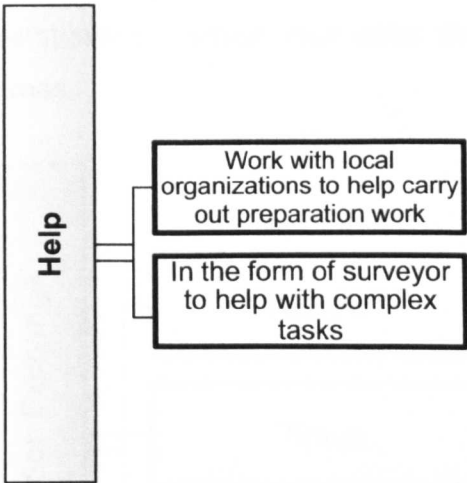 Help
Work with local
organizations to help carry
out preparation work
In the form of surveyor
to help with complex
tasks